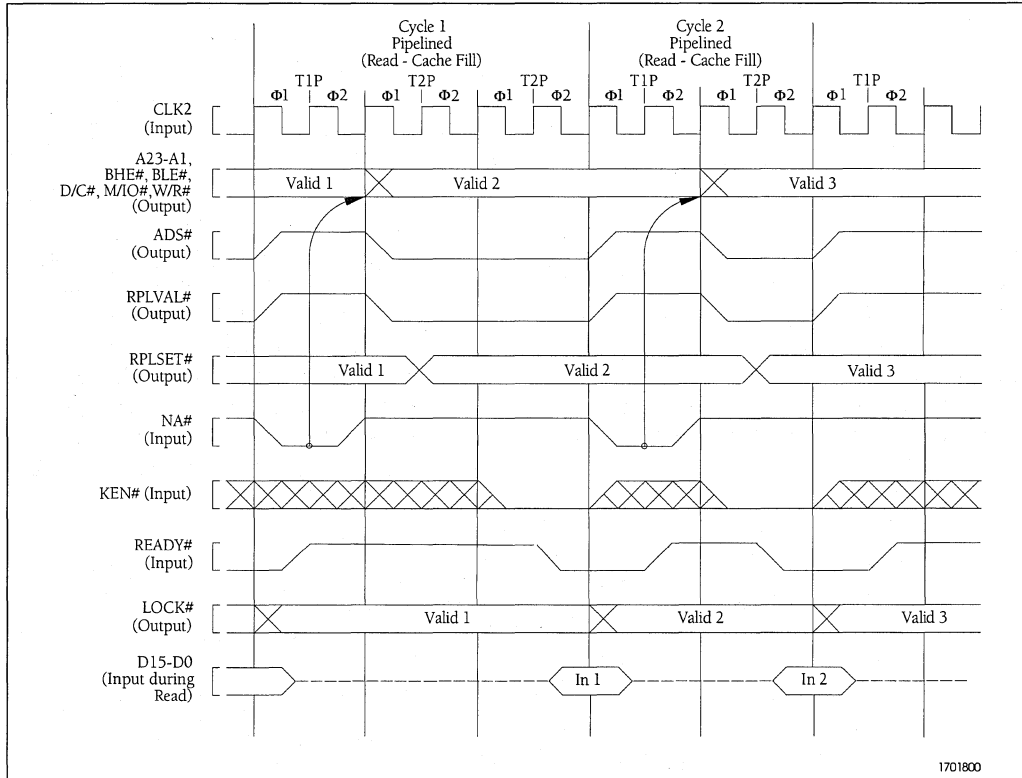 Cycle 1
Pipelined
(Read - Cache Fill)
Cycle 2
Pipelined
(Read - Cache Fill)
T1P T2P T2P T1P T2P T1P
Φ1 Φ2 Φ1 Φ2 Φ1 Φ2 Φ1 Φ2 Φ1 Φ2 Φ1 Φ2
CLK2
(Input)
A23-A1,
BHE#, BLE#,
D/C#, M/IO#,W/R#
(Output)
Valid 1 Valid 2 Valid 3
ADS#
(Output)
RPLVAL#
(Output)
RPLSET#
(Output)
Valid 1 Valid 2 Valid 3
NA#
(Input)
KEN# (Input)
READY#
(Input)
LOCK#
(Output)
Valid 1 Valid 2 Valid 3
D15-D0
(Input during
Read)
In 1 In 2
1701800